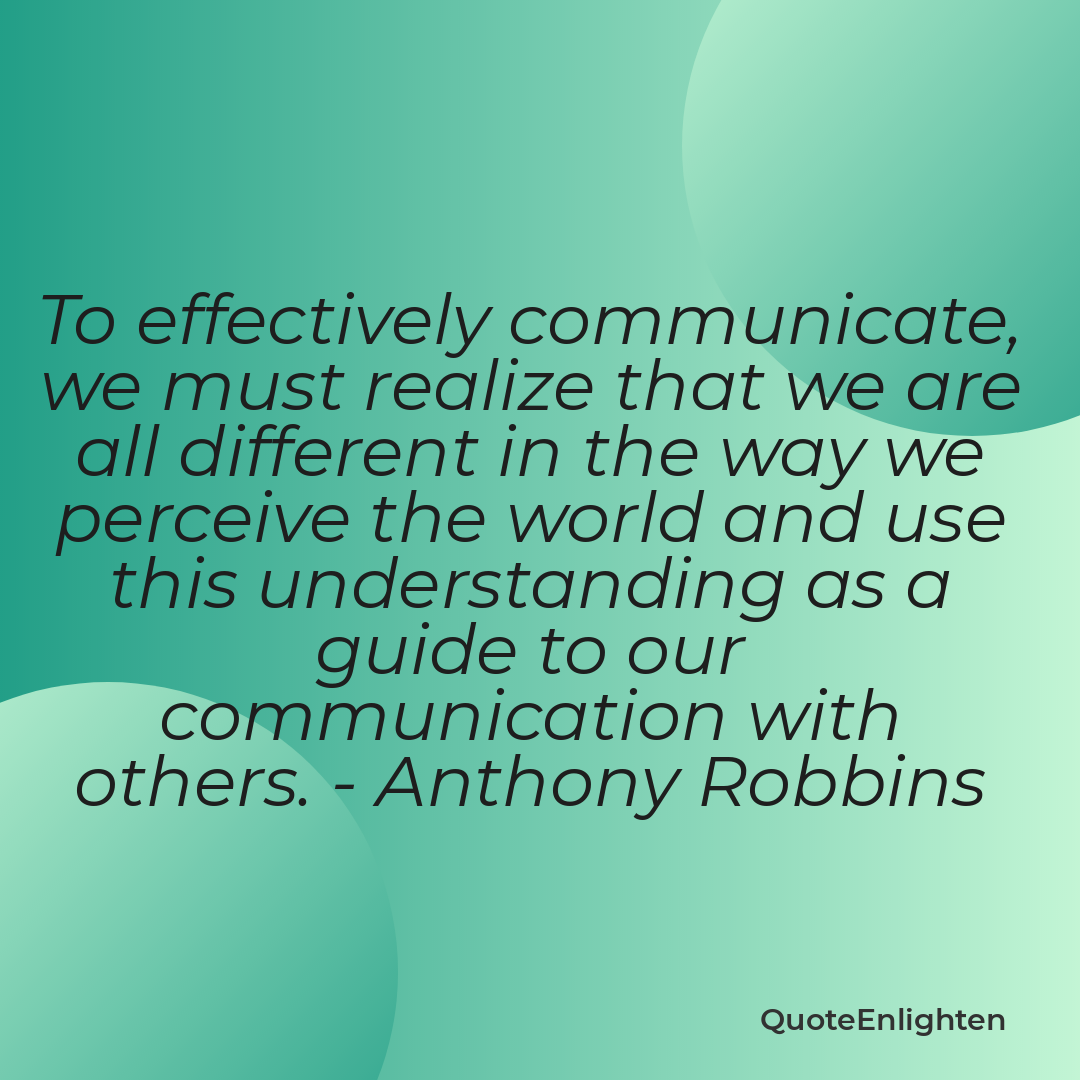 To effectively communicate,
we must realize that we are
all different in the way we
perceive the world and use
this understanding as a
guide to our
communication with
others. - Anthony Robbins
QuoteEnlighten